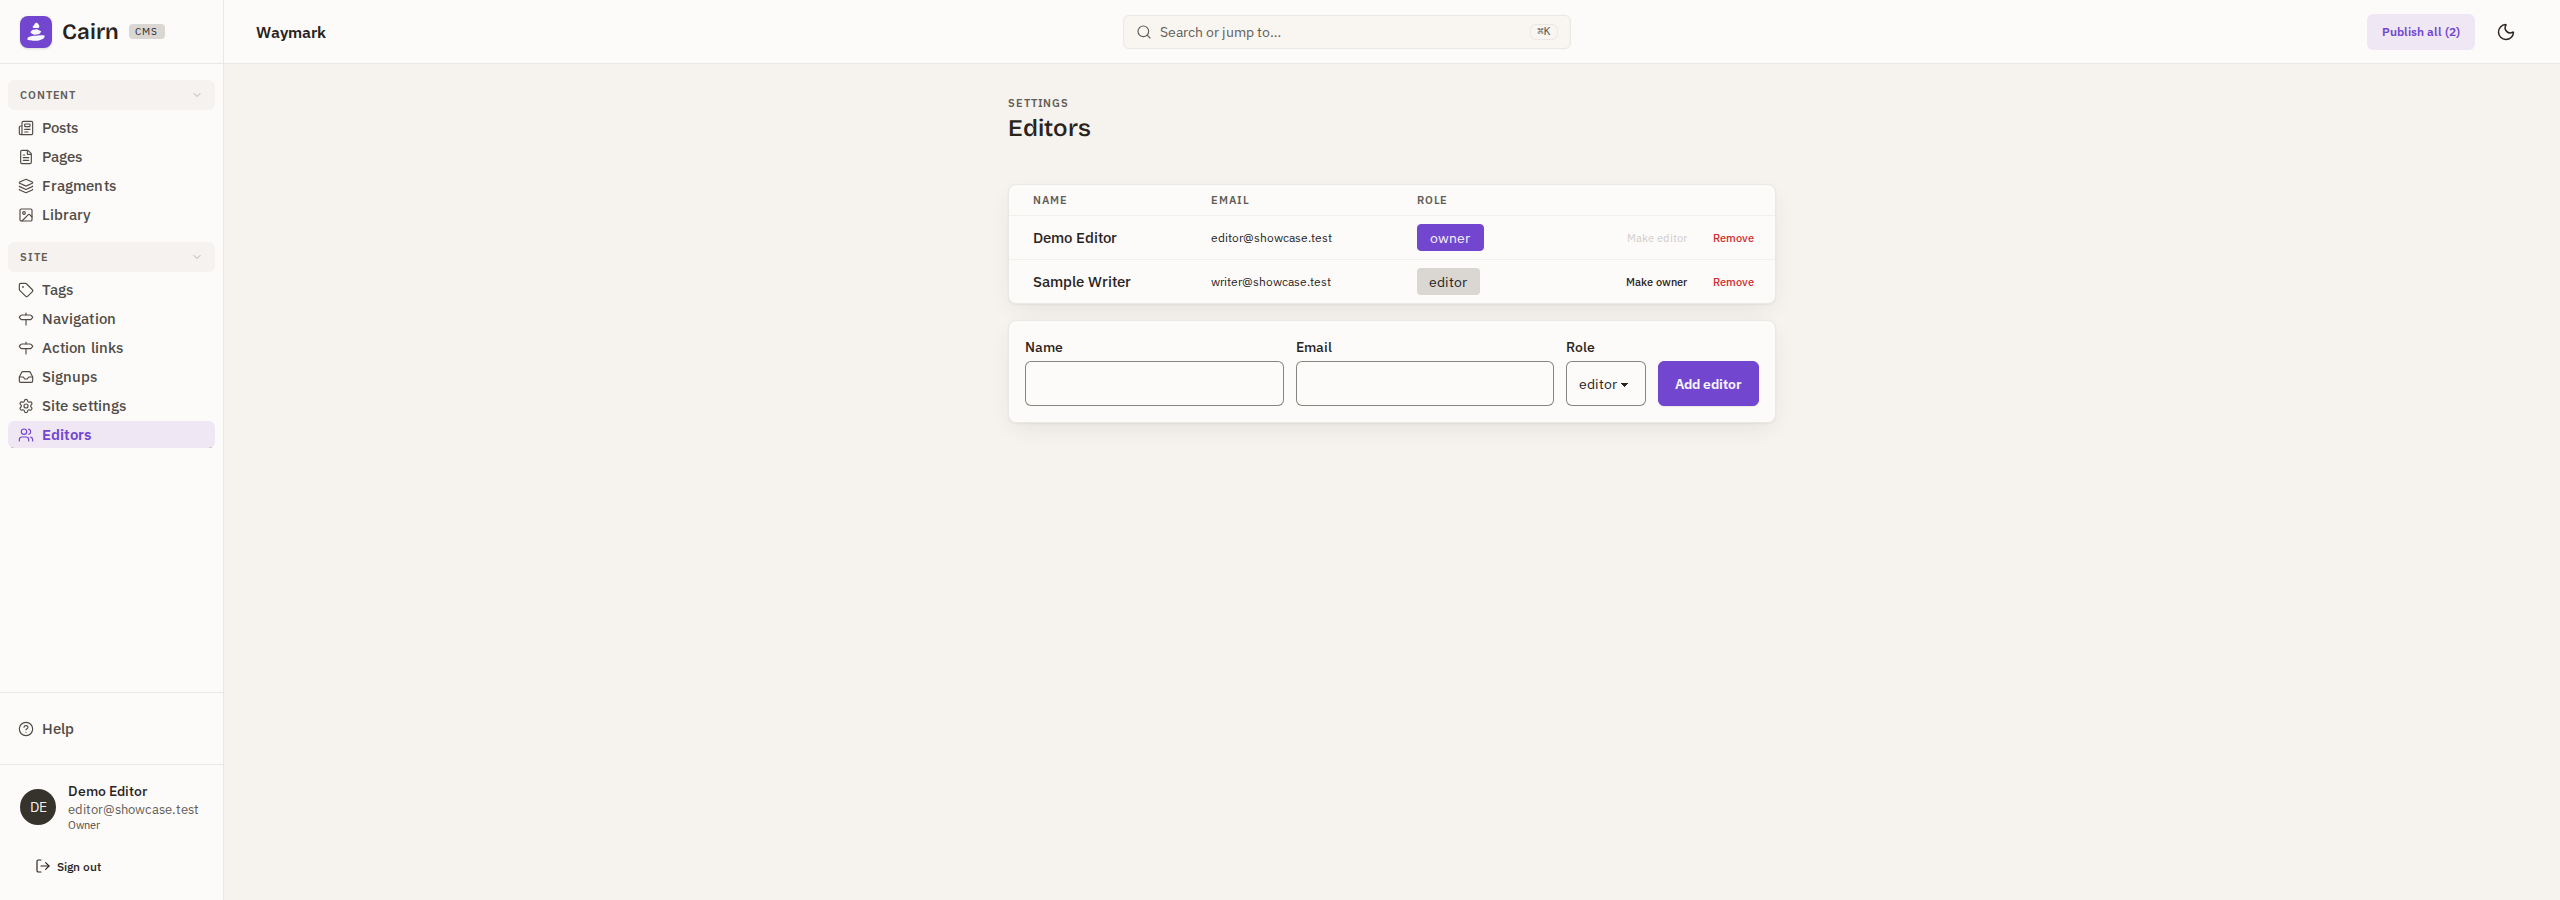 Cairn CMS
Waymark
Search or jump to... ⌘K
Publish all (2)
CONTENT
Posts
Pages
Fragments
Library
SITE
Tags
Navigation
Action links
Signups
Site settings
Editors
Help
DE
Demo Editor
editor@showcase.test
Owner
Sign out
SETTINGS
Editors
NAME EMAIL ROLE
Demo Editor editor@showcase.test owner Make editor Remove
Sample Writer writer@showcase.test editor Make owner Remove
Name Email Role
editor Add editor